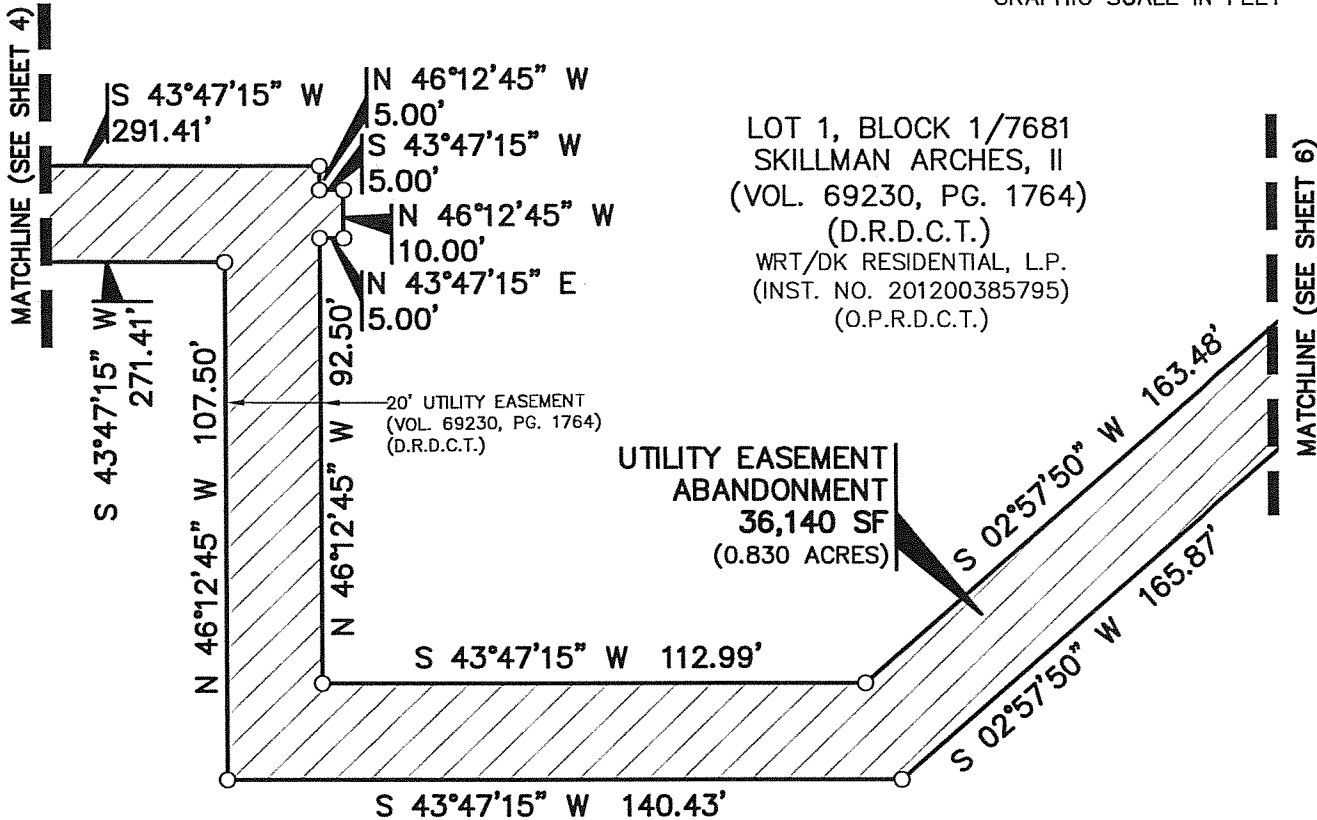 GRAPHIC SCALE IN FEET
MATCHLINE (SEE SHEET 4)
S 43°47'15" W
291.41'
N 46°12'45" W
5.00'
S 43°47'15" W
5.00'
N 46°12'45" W
10.00'
N 43°47'15" E
5.00'
LOT 1, BLOCK 1/7681
SKILLMAN ARCHES, II
(VOL. 69230, PG. 1764)
(D.R.D.C.T.)
WRT/DK RESIDENTIAL, L.P.
(INST. NO. 201200385795)
(O.P.R.D.C.T.)
MATCHLINE (SEE SHEET 6)
S 43°47'15" W
271.41'
N 46°12'45" W 107.50'
N 46°12'45" W 92.50'
20' UTILITY EASEMENT
(VOL. 69230, PG. 1764)
(D.R.D.C.T.)
UTILITY EASEMENT
ABANDONMENT
36,140 SF
(0.830 ACRES)
S 02°57'50" W 163.48'
S 02°57'50" W 165.87'
S 43°47'15" W 112.99'
S 43°47'15" W 140.43'